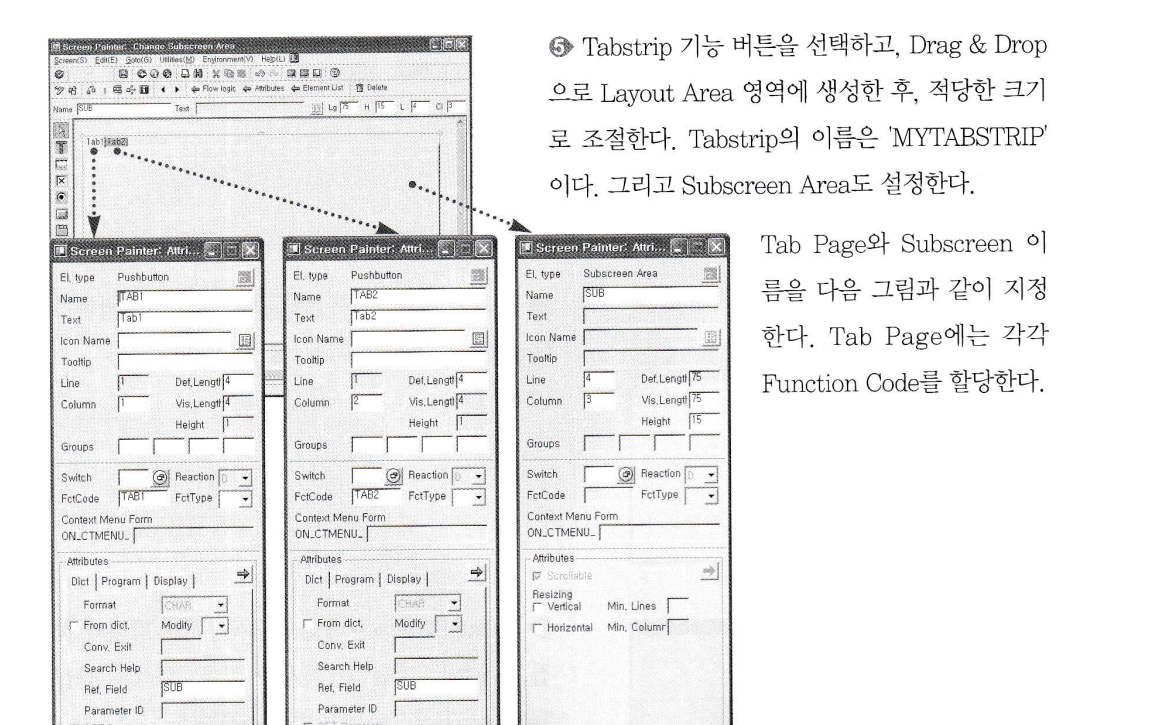 Screen Painter: Change Subscreen Area
Screen(S) Edit(E) Goto(G) Utilities(M) Environment(V) Help(L)
Flow logic Attributes Element List Delete
Name SUB Text Lg 75 H 15 L 4 Cl 3
Tab1 Tab2
❺ Tabstrip 기능 버튼을 선택하고, Drag & Drop
으로 Layout Area 영역에 생성한 후, 적당한 크기
로 조절한다. Tabstrip의 이름은 'MYTABSTRIP'
이다. 그리고 Subscreen Area도 설정한다.
Tab Page와 Subscreen 이
름을 다음 그림과 같이 지정
한다. Tab Page에는 각각
Function Code를 할당한다.
Screen Painter: Attri...
El. type Pushbutton
Name TAB1
Text Tab1
Icon Name
Tooltip
Line 1 Def.Lengtl 4
Column 1 Vis.Lengtl 4
Height 1
Groups
Switch Reaction D
FctCode TAB1 FctType
Context Menu Form
ON_CTMENU_
Attributes
Dict Program Display
Format CHAR
From dict. Modify
Conv. Exit
Search Help
Ref. Field SUB
Parameter ID
Screen Painter: Attri...
El. type Pushbutton
Name TAB2
Text Tab2
Icon Name
Tooltip
Line 1 Def.Lengtl 4
Column 2 Vis.Lengtl 4
Height 1
Groups
Switch Reaction D
FctCode TAB2 FctType
Context Menu Form
ON_CTMENU_
Attributes
Dict Program Display
Format CHAR
From dict. Modify
Conv. Exit
Search Help
Ref. Field SUB
Parameter ID
Screen Painter: Attri...
El. type Subscreen Area
Name SUB
Text
Icon Name
Tooltip
Line 4 Def.Lengtl 75
Column 3 Vis.Lengtl 75
Height 15
Groups
Switch Reaction D
FctCode FctType
Context Menu Form
ON_CTMENU_
Attributes
Scrollable
Resizing
Vertical Min. Lines
Horizontal Min. Columr